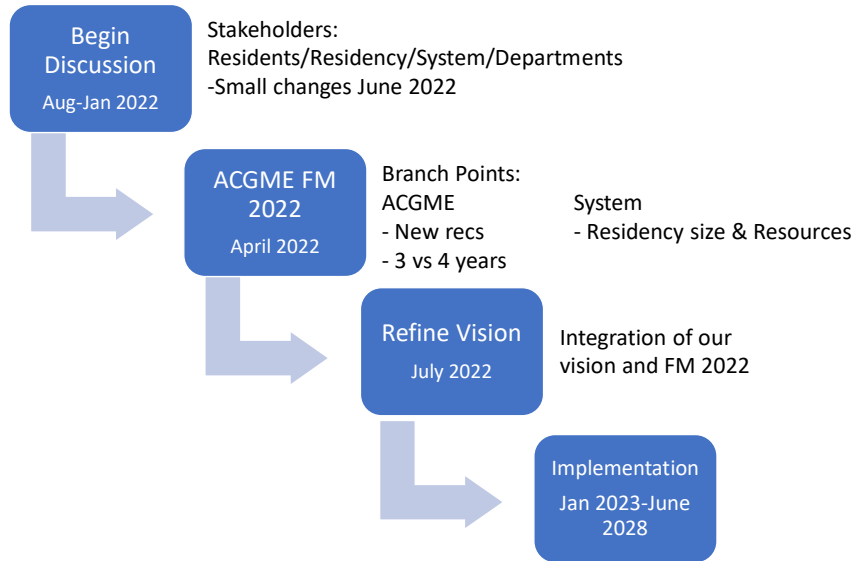 Begin
Discussion
Aug-Jan 2022
Stakeholders:
Residents/Residency/System/Departments
-Small changes June 2022
ACGME FM
2022
April 2022
Branch Points:
ACGME
- New recs
- 3 vs 4 years
System
- Residency size & Resources
Refine Vision
July 2022
Integration of our
vision and FM 2022
Implementation
Jan 2023-June
2028